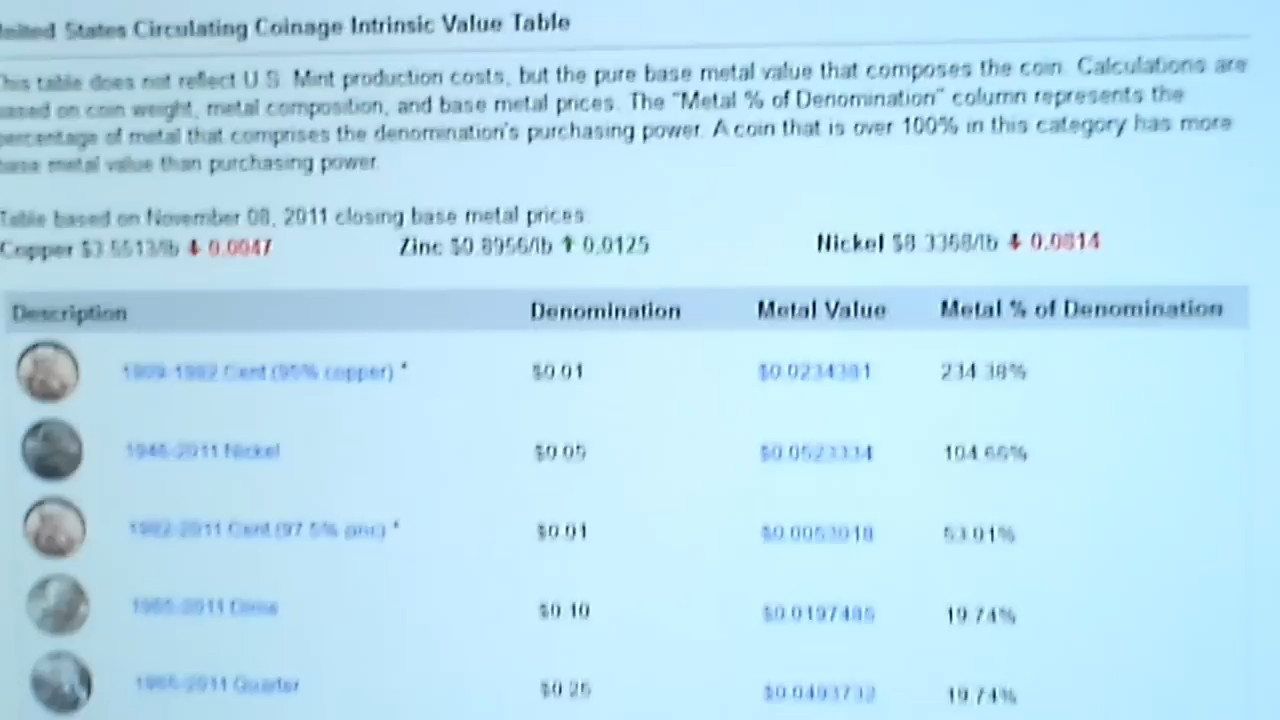 United States Circulating Coinage Intrinsic Value Table
This table does not reflect U.S. Mint production costs, but the pure base metal value that composes the coin. Calculations are
based on coin weight, metal composition, and base metal prices. The "Metal % of Denomination" column represents the
percentage of metal that comprises the denomination's purchasing power. A coin that is over 100% in this category has more
base metal value than purchasing power.
Table based on November 08, 2011 closing base metal prices:
Copper $3.5513/lb 0.0047 Zinc $0.8956/lb 0.0125 Nickel $8.3368/lb 0.0814
Description Denomination Metal Value Metal % of Denomination
1909-1982 Cent (95% copper) * $0.01 $0.0234381 234.38%
1946-2011 Nickel $0.05 $0.0523334 104.66%
1982-2011 Cent (97.5% zinc) * $0.01 $0.0053018 53.01%
1965-2011 Dime $0.10 $0.0197485 19.74%
1965-2011 Quarter $0.25 $0.0493732 19.74%